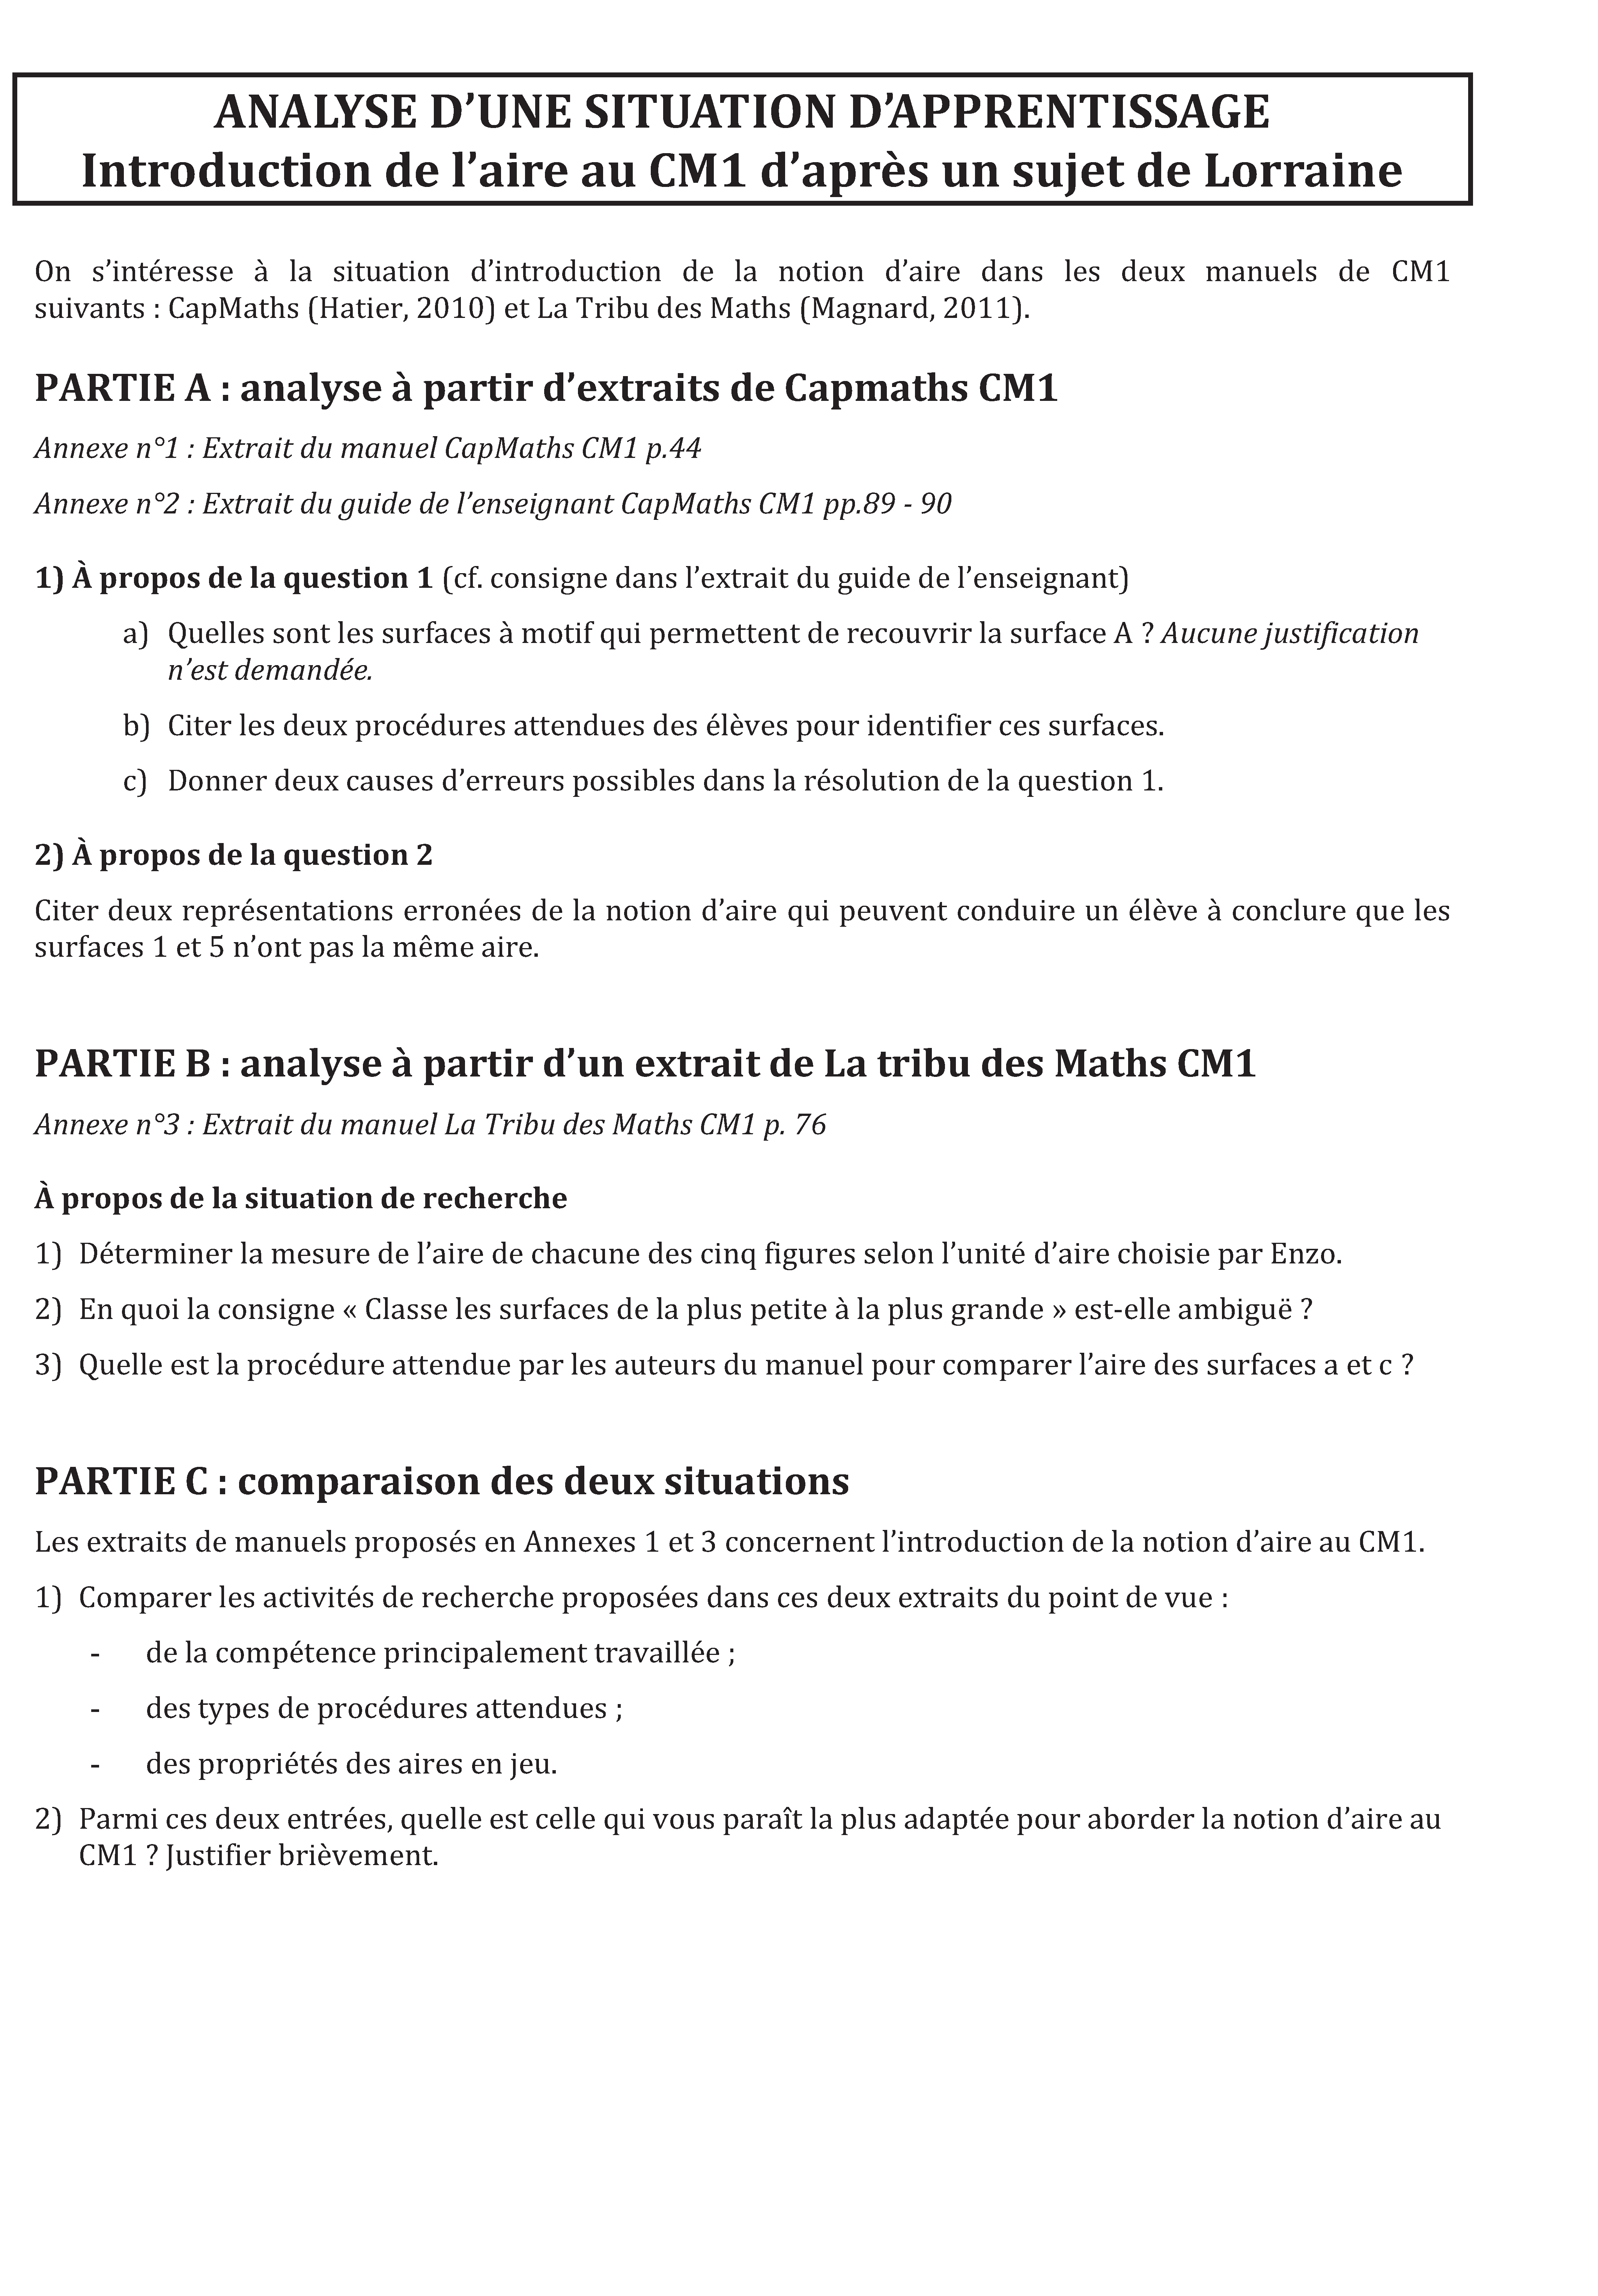 ANALYSE D’UNE SITUATION D’APPRENTISSAGE
Introduction de l’aire au CM1 d’après un sujet de Lorraine
On s’intéresse à la situation d’introduction de la notion d’aire dans les deux manuels de CM1
suivants : CapMaths (Hatier, 2010) et La Tribu des Maths (Magnard, 2011).
PARTIE A : analyse à partir d’extraits de Capmaths CM1
Annexe n°1 : Extrait du manuel CapMaths CM1 p.44
Annexe n°2 : Extrait du guide de l’enseignant CapMaths CM1 pp.89 - 90
1) À propos de la question 1 (cf. consigne dans l’extrait du guide de l’enseignant)
a) Quelles sont les surfaces à motif qui permettent de recouvrir la surface A ? Aucune justification
n’est demandée.
b) Citer les deux procédures attendues des élèves pour identifier ces surfaces.
c) Donner deux causes d’erreurs possibles dans la résolution de la question 1.
2) À propos de la question 2
Citer deux représentations erronées de la notion d’aire qui peuvent conduire un élève à conclure que les
surfaces 1 et 5 n’ont pas la même aire.
PARTIE B : analyse à partir d’un extrait de La tribu des Maths CM1
Annexe n°3 : Extrait du manuel La Tribu des Maths CM1 p. 76
À propos de la situation de recherche
1) Déterminer la mesure de l’aire de chacune des cinq figures selon l’unité d’aire choisie par Enzo.
2) En quoi la consigne « Classe les surfaces de la plus petite à la plus grande » est-elle ambiguë ?
3) Quelle est la procédure attendue par les auteurs du manuel pour comparer l’aire des surfaces a et c ?
PARTIE C : comparaison des deux situations
Les extraits de manuels proposés en Annexes 1 et 3 concernent l’introduction de la notion d’aire au CM1.
1) Comparer les activités de recherche proposées dans ces deux extraits du point de vue :
- de la compétence principalement travaillée ;
- des types de procédures attendues ;
- des propriétés des aires en jeu.
2) Parmi ces deux entrées, quelle est celle qui vous paraît la plus adaptée pour aborder la notion d’aire au
CM1 ? Justifier brièvement.